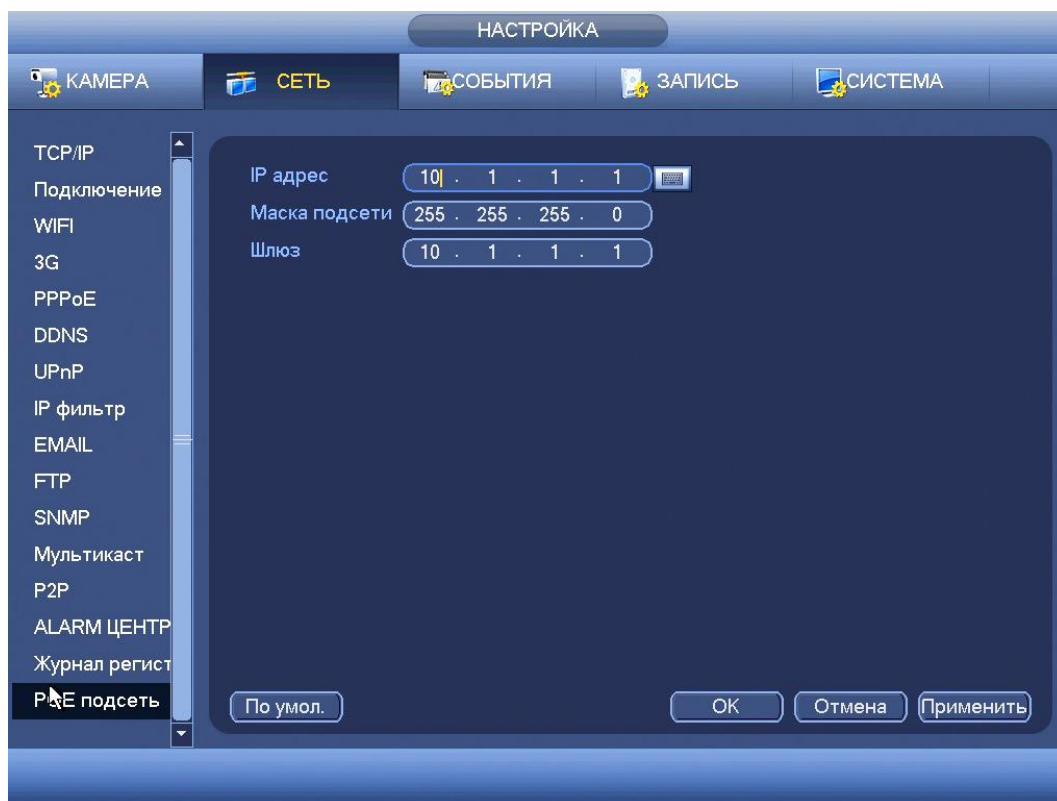 НАСТРОЙКА
КАМЕРА СЕТЬ СОБЫТИЯ ЗАПИСЬ СИСТЕМА
TCP/IP
Подключение
WIFI
3G
PPPoE
DDNS
UPnP
IP фильтр
EMAIL
FTP
SNMP
Мультикаст
P2P
ALARM ЦЕНТР
Журнал регист
PoE подсеть
IP адрес 10 . 1 . 1 . 1
Маска подсети 255 . 255 . 255 . 0
Шлюз 10 . 1 . 1 . 1
По умол. OK Отмена Применить